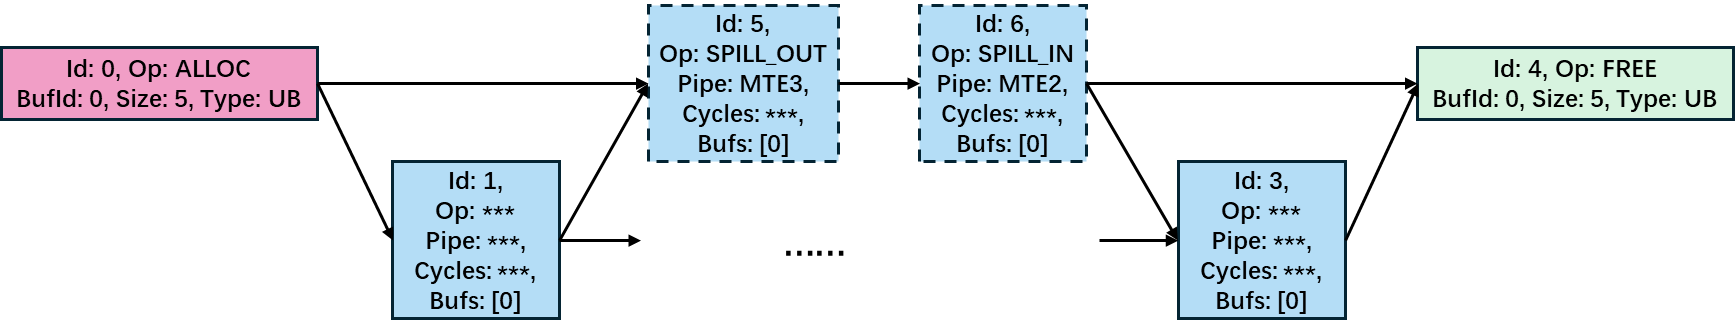 Id: 0, Op: ALLOC
BufId: 0, Size: 5, Type: UB
Id: 1,
Op: ***
Pipe: ***,
Cycles: ***,
Bufs: [0]
Id: 5,
Op: SPILL_OUT
Pipe: MTE3,
Cycles: ***,
Bufs: [0]
......
Id: 6,
Op: SPILL_IN
Pipe: MTE2,
Cycles: ***,
Bufs: [0]
Id: 3,
Op: ***
Pipe: ***,
Cycles: ***,
Bufs: [0]
Id: 4, Op: FREE
BufId: 0, Size: 5, Type: UB